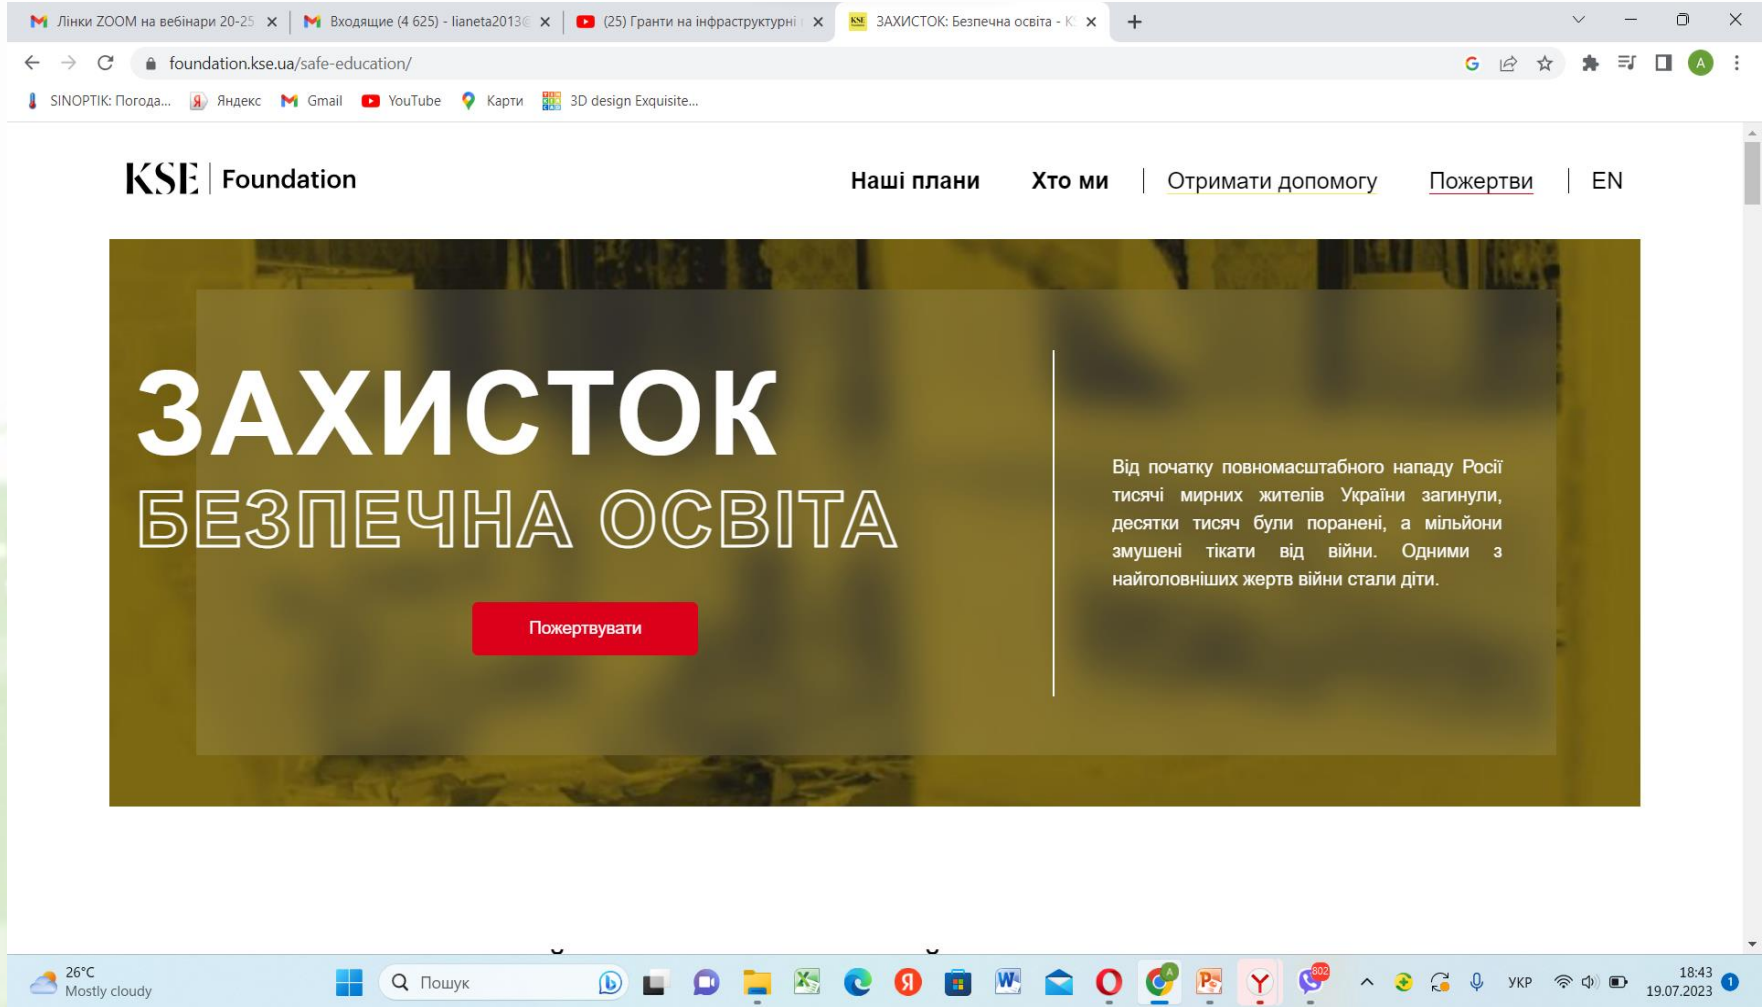 Лінки ZOOM на вебінари 20-25
Входящие (4 625) - lianeta2013@
(25) Гранти на інфраструктурні
KSE
ЗАХИСТОК: Безпечна освіта - K
foundation.kse.ua/safe-education/
A
SINOPTIK: Погода...
Яндекс
Gmail
YouTube
Карти
3D design Exquisite...
KSE | Foundation
Наші плани
Хто ми
Отримати допомогу
Пожертви
EN
ЗАХИСТОК
БЕЗПЕЧНА ОСВІТА
Пожертвувати
Від початку повномасштабного нападу Росії
тисячі мирних жителів України загинули,
десятки тисяч були поранені, а мільйони
змушені тікати від війни. Одними з
найголовніших жертв війни стали діти.
26°C
Mostly cloudy
Пошук
802
УКР
18:43
19.07.2023
1